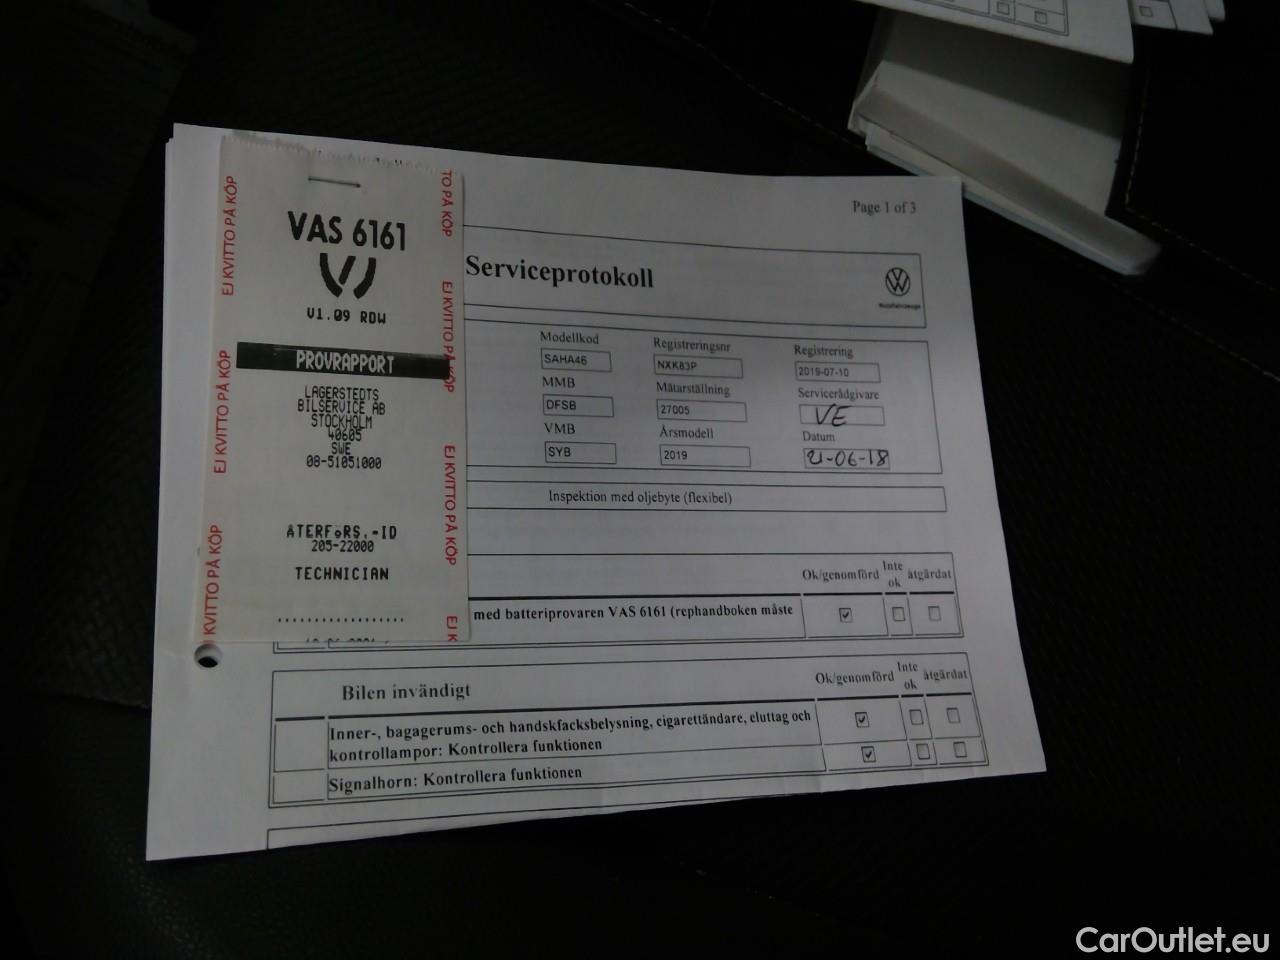 Page 1 of 3
EJ KVITTO PÅ KÖP
EJ KVITTO PÅ KÖP
EJ KVITTO PÅ KÖP
TO PÅ KÖP
EJ KVITTO PÅ KÖP
EJ KVITTO PÅ KÖP
EJ K
VAS 6161
V1.09 RDW
PROVRAPPORT
LAGERSTEDTS
BILSERVICE AB
STOCKHOLM
40605
SWE
08-51051000
ÅTERFÖRS.-ID
205-22000
TECHNICIAN
Serviceprotokoll
Modellkod
SAHA46
MMB
DFSB
VMB
SYB
Registreringsnr
NXK83P
Mätarställning
27005
Årsmodell
2019
Registrering
2019-07-10
Servicerådgivare
VE
Datum
21-06-18
Inspektion med oljebyte (flexibel)
Ok/genomförd Inte ok åtgärdat
med batteriprovaren VAS 6161 (rephandboken måste
Bilen invändigt
Ok/genomförd Inte ok åtgärdat
Inner-, bagagerums- och handskfacksbelysning, cigarettändare, eluttag och
kontrollampor: Kontrollera funktionen
Signalhorn: Kontrollera funktionen
CarOutlet.eu